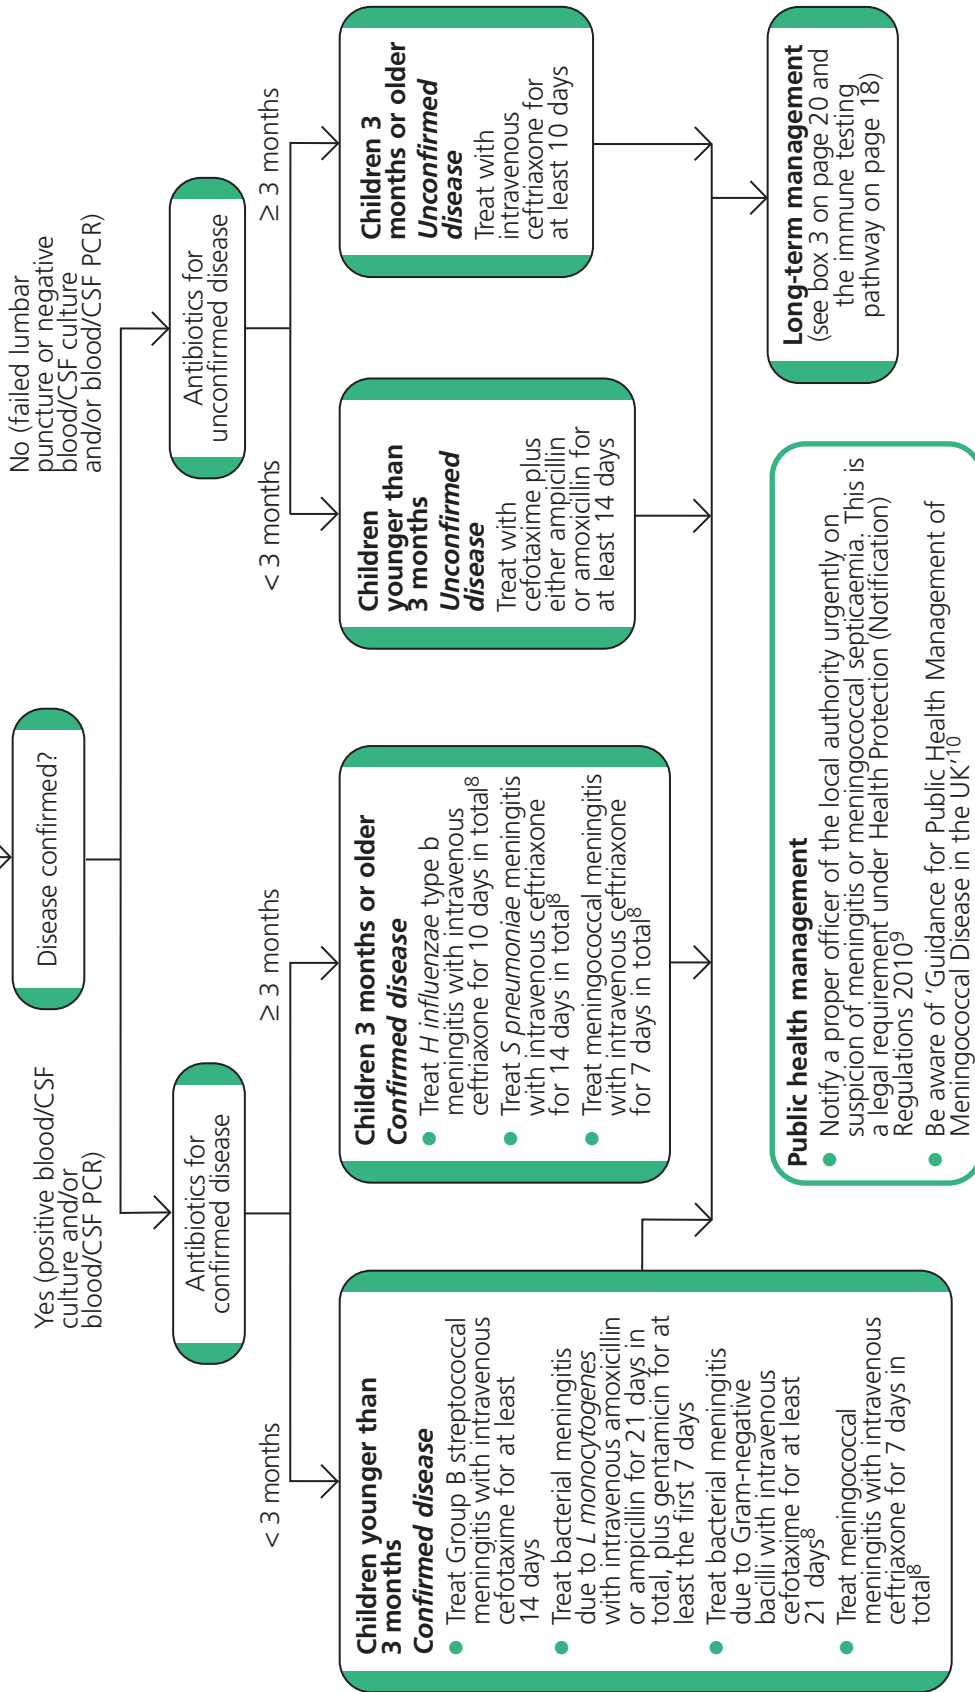 Disease confirmed?
Yes (positive blood/CSF
culture and/or
blood/CSF PCR)
No (failed lumbar
puncture or negative
blood/CSF culture
and/or blood/CSF PCR)
Antibiotics for
confirmed disease
Antibiotics for
unconfirmed disease
< 3 months
≥ 3 months
< 3 months
≥ 3 months
Children younger than
3 months
Confirmed disease
● Treat Group B streptococcal
meningitis with intravenous
cefotaxime for at least
14 days
● Treat bacterial meningitis
due to L monocytogenes
with intravenous amoxicillin
or ampicillin for 21 days in
total, plus gentamicin for at
least the first 7 days
● Treat bacterial meningitis
due to Gram-negative
bacilli with intravenous
cefotaxime for at least
21 days⁸
● Treat meningococcal
meningitis with intravenous
ceftriaxone for 7 days in
total⁸
Children 3 months or older
Confirmed disease
● Treat H influenzae type b
meningitis with intravenous
ceftriaxone for 10 days in total⁸
● Treat S pneumoniae meningitis
with intravenous ceftriaxone
for 14 days in total⁸
● Treat meningococcal meningitis
with intravenous ceftriaxone
for 7 days in total⁸
Children
younger than
3 months
Unconfirmed
disease
Treat with
cefotaxime plus
either ampicillin
or amoxicillin for
at least 14 days
Children 3
months or older
Unconfirmed
disease
Treat with
intravenous
ceftriaxone for
at least 10 days
Public health management
● Notify a proper officer of the local authority urgently on
suspicion of meningitis or meningococcal septicaemia. This is
a legal requirement under Health Protection (Notification)
Regulations 2010⁹
● Be aware of ‘Guidance for Public Health Management of
Meningococcal Disease in the UK’¹⁰
Long-term management
(see box 3 on page 20 and
the immune testing
pathway on page 18)